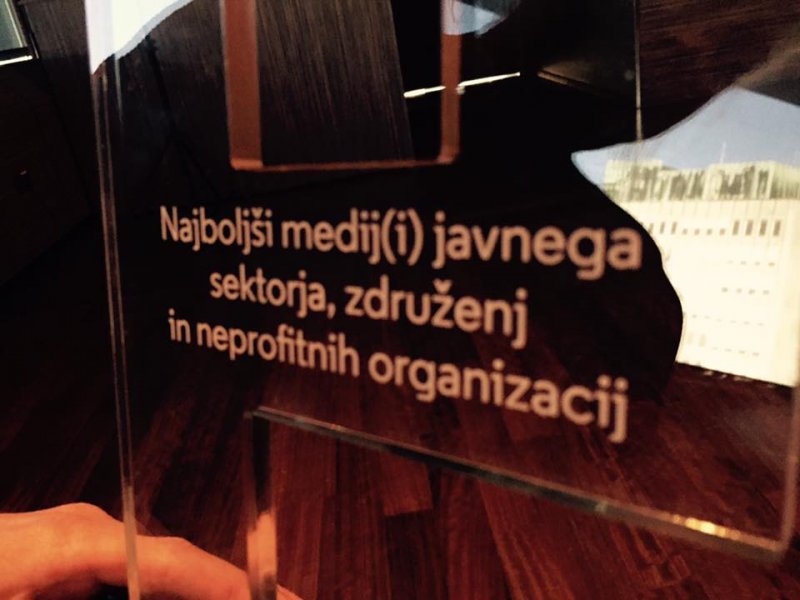 Najboljši medij(i) javnega
sektorja, združenj
in neprofitnih organizacij